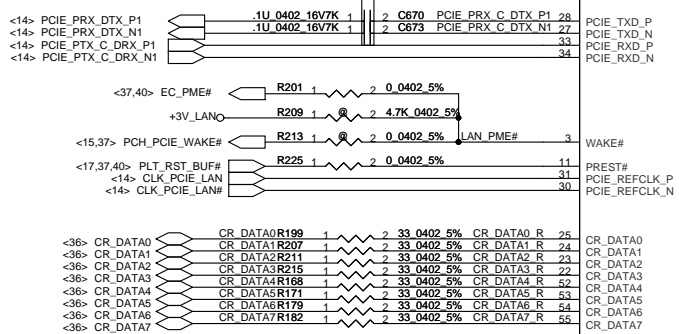 <14> PCIE_PRX_DTX_P1 .1U_0402_16V7K 1 2 C670 PCIE_PRX_C_DTX_P1 28 PCIE_TXD_P
<14> PCIE_PRX_DTX_N1 .1U_0402_16V7K 1 2 C673 PCIE_PRX_C_DTX_N1 27 PCIE_TXD_N
<14> PCIE_PTX_C_DRX_P1 33 PCIE_RXD_P
<14> PCIE_PTX_C_DRX_N1 34 PCIE_RXD_N
<37,40> EC_PME# R201 1 2 0_0402_5%
+3V_LAN R209 1 @ 2 4.7K_0402_5%
<15,37> PCH_PCIE_WAKE# R213 1 @ 2 0_0402_5% LAN_PME# 3 WAKE#
<17,37,40> PLT_RST_BUF# R225 1 2 0_0402_5% 11 PREST#
<14> CLK_PCIE_LAN 31 PCIE_REFCLK_P
<14> CLK_PCIE_LAN# 30 PCIE_REFCLK_N
<36> CR_DATA0 CR_DATA0 R199 1 2 33_0402_5% CR_DATA0_R 25 CR_DATA0
<36> CR_DATA1 CR_DATA1 R207 1 2 33_0402_5% CR_DATA1_R 24 CR_DATA1
<36> CR_DATA2 CR_DATA2 R211 1 2 33_0402_5% CR_DATA2_R 23 CR_DATA2
<36> CR_DATA3 CR_DATA3 R215 1 2 33_0402_5% CR_DATA3_R 22 CR_DATA3
<36> CR_DATA4 CR_DATA4 R168 1 2 33_0402_5% CR_DATA4_R 52 CR_DATA4
<36> CR_DATA5 CR_DATA5 R171 1 2 33_0402_5% CR_DATA5_R 53 CR_DATA5
<36> CR_DATA6 CR_DATA6 R179 1 2 33_0402_5% CR_DATA6_R 54 CR_DATA6
<36> CR_DATA7 CR_DATA7 R182 1 2 33_0402_5% CR_DATA7_R 55 CR_DATA7